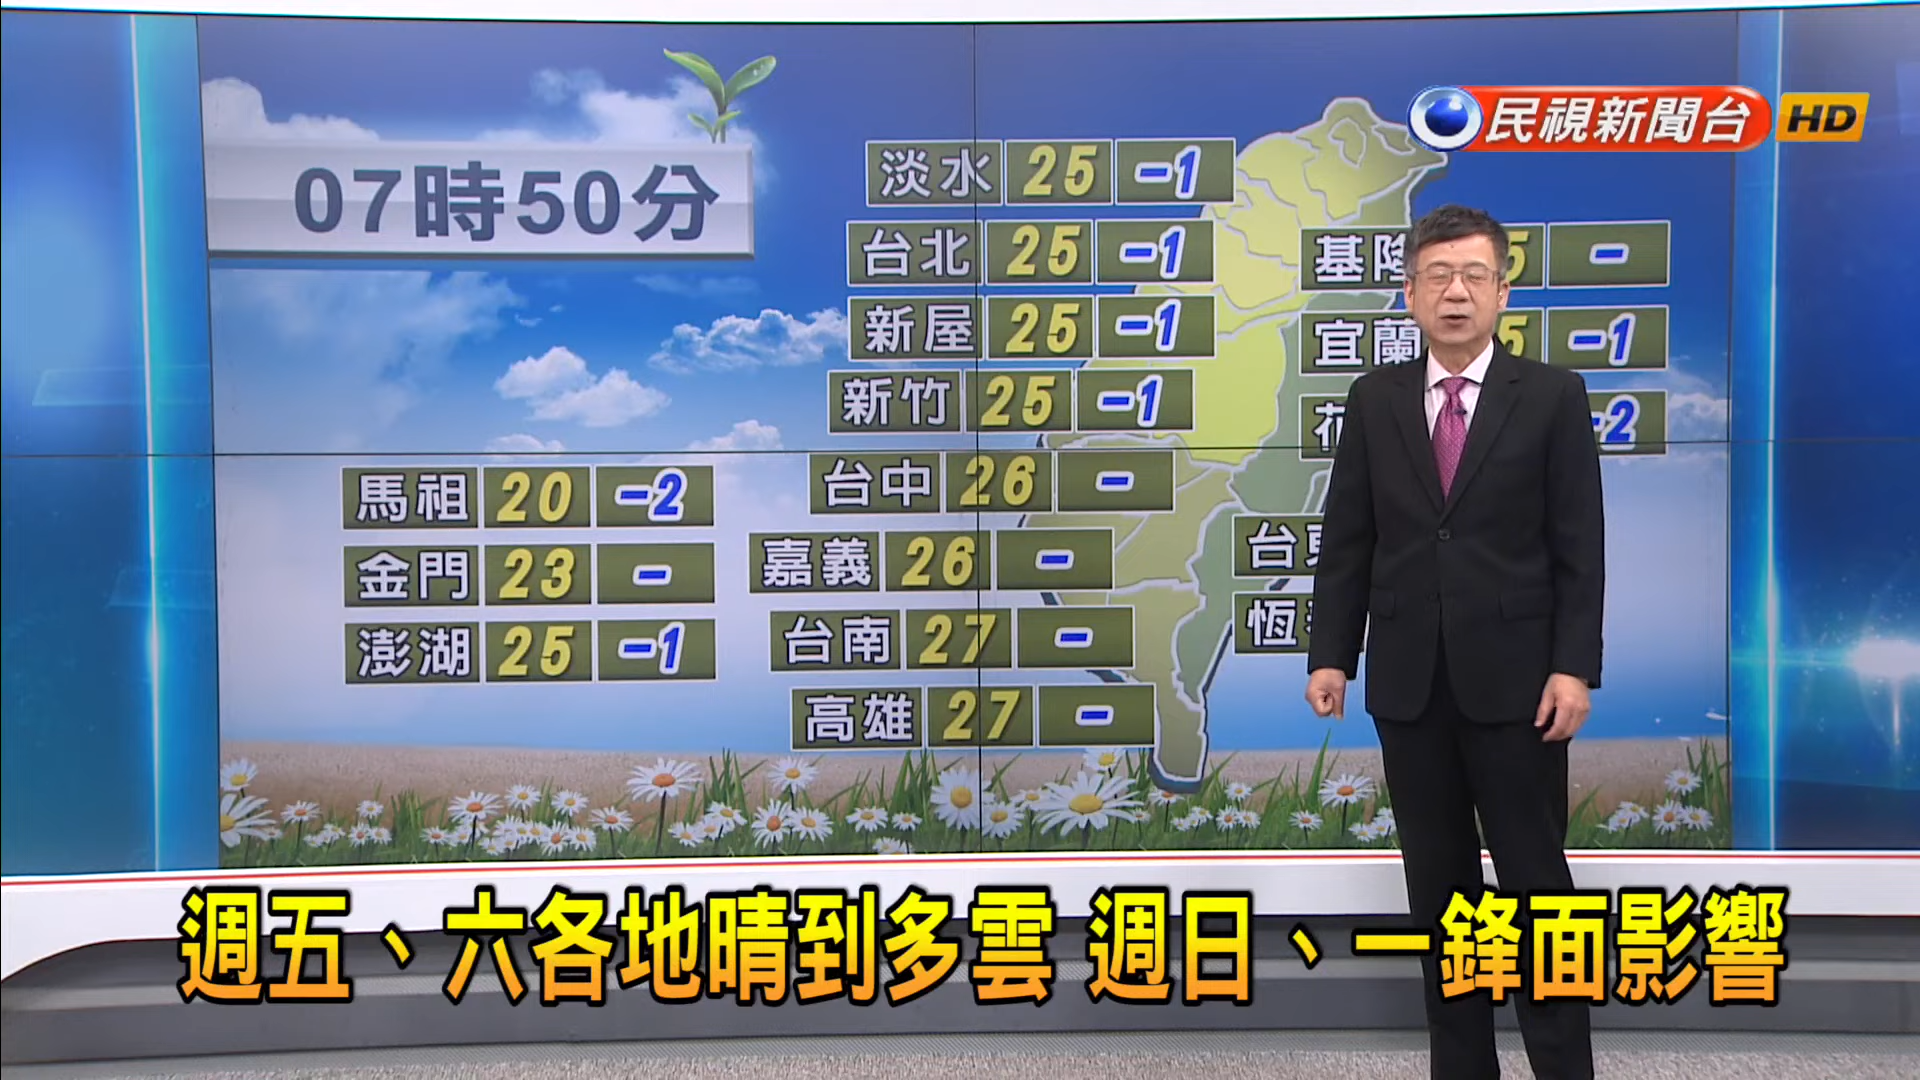 民視新聞台 HD
07時50分
淡水 25 -1
台北 25 -1
新屋 25 -1
新竹 25 -1
台中 26 -
嘉義 26 -
台南 27 -
高雄 27 -
馬祖 20 -2
金門 23 -
澎湖 25 -1
基隆 5 -
宜蘭 5 -1
-2
台
週五、六各地晴到多雲 週日、一鋒面影響